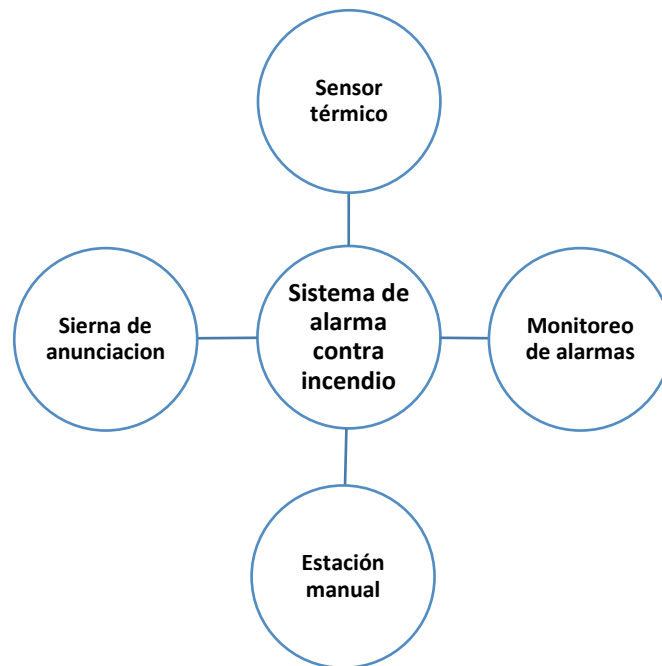 Sensor
térmico
Sierna de
anunciacion
Sistema de
alarma
contra
incendio
Monitoreo
de alarmas
Estación
manual